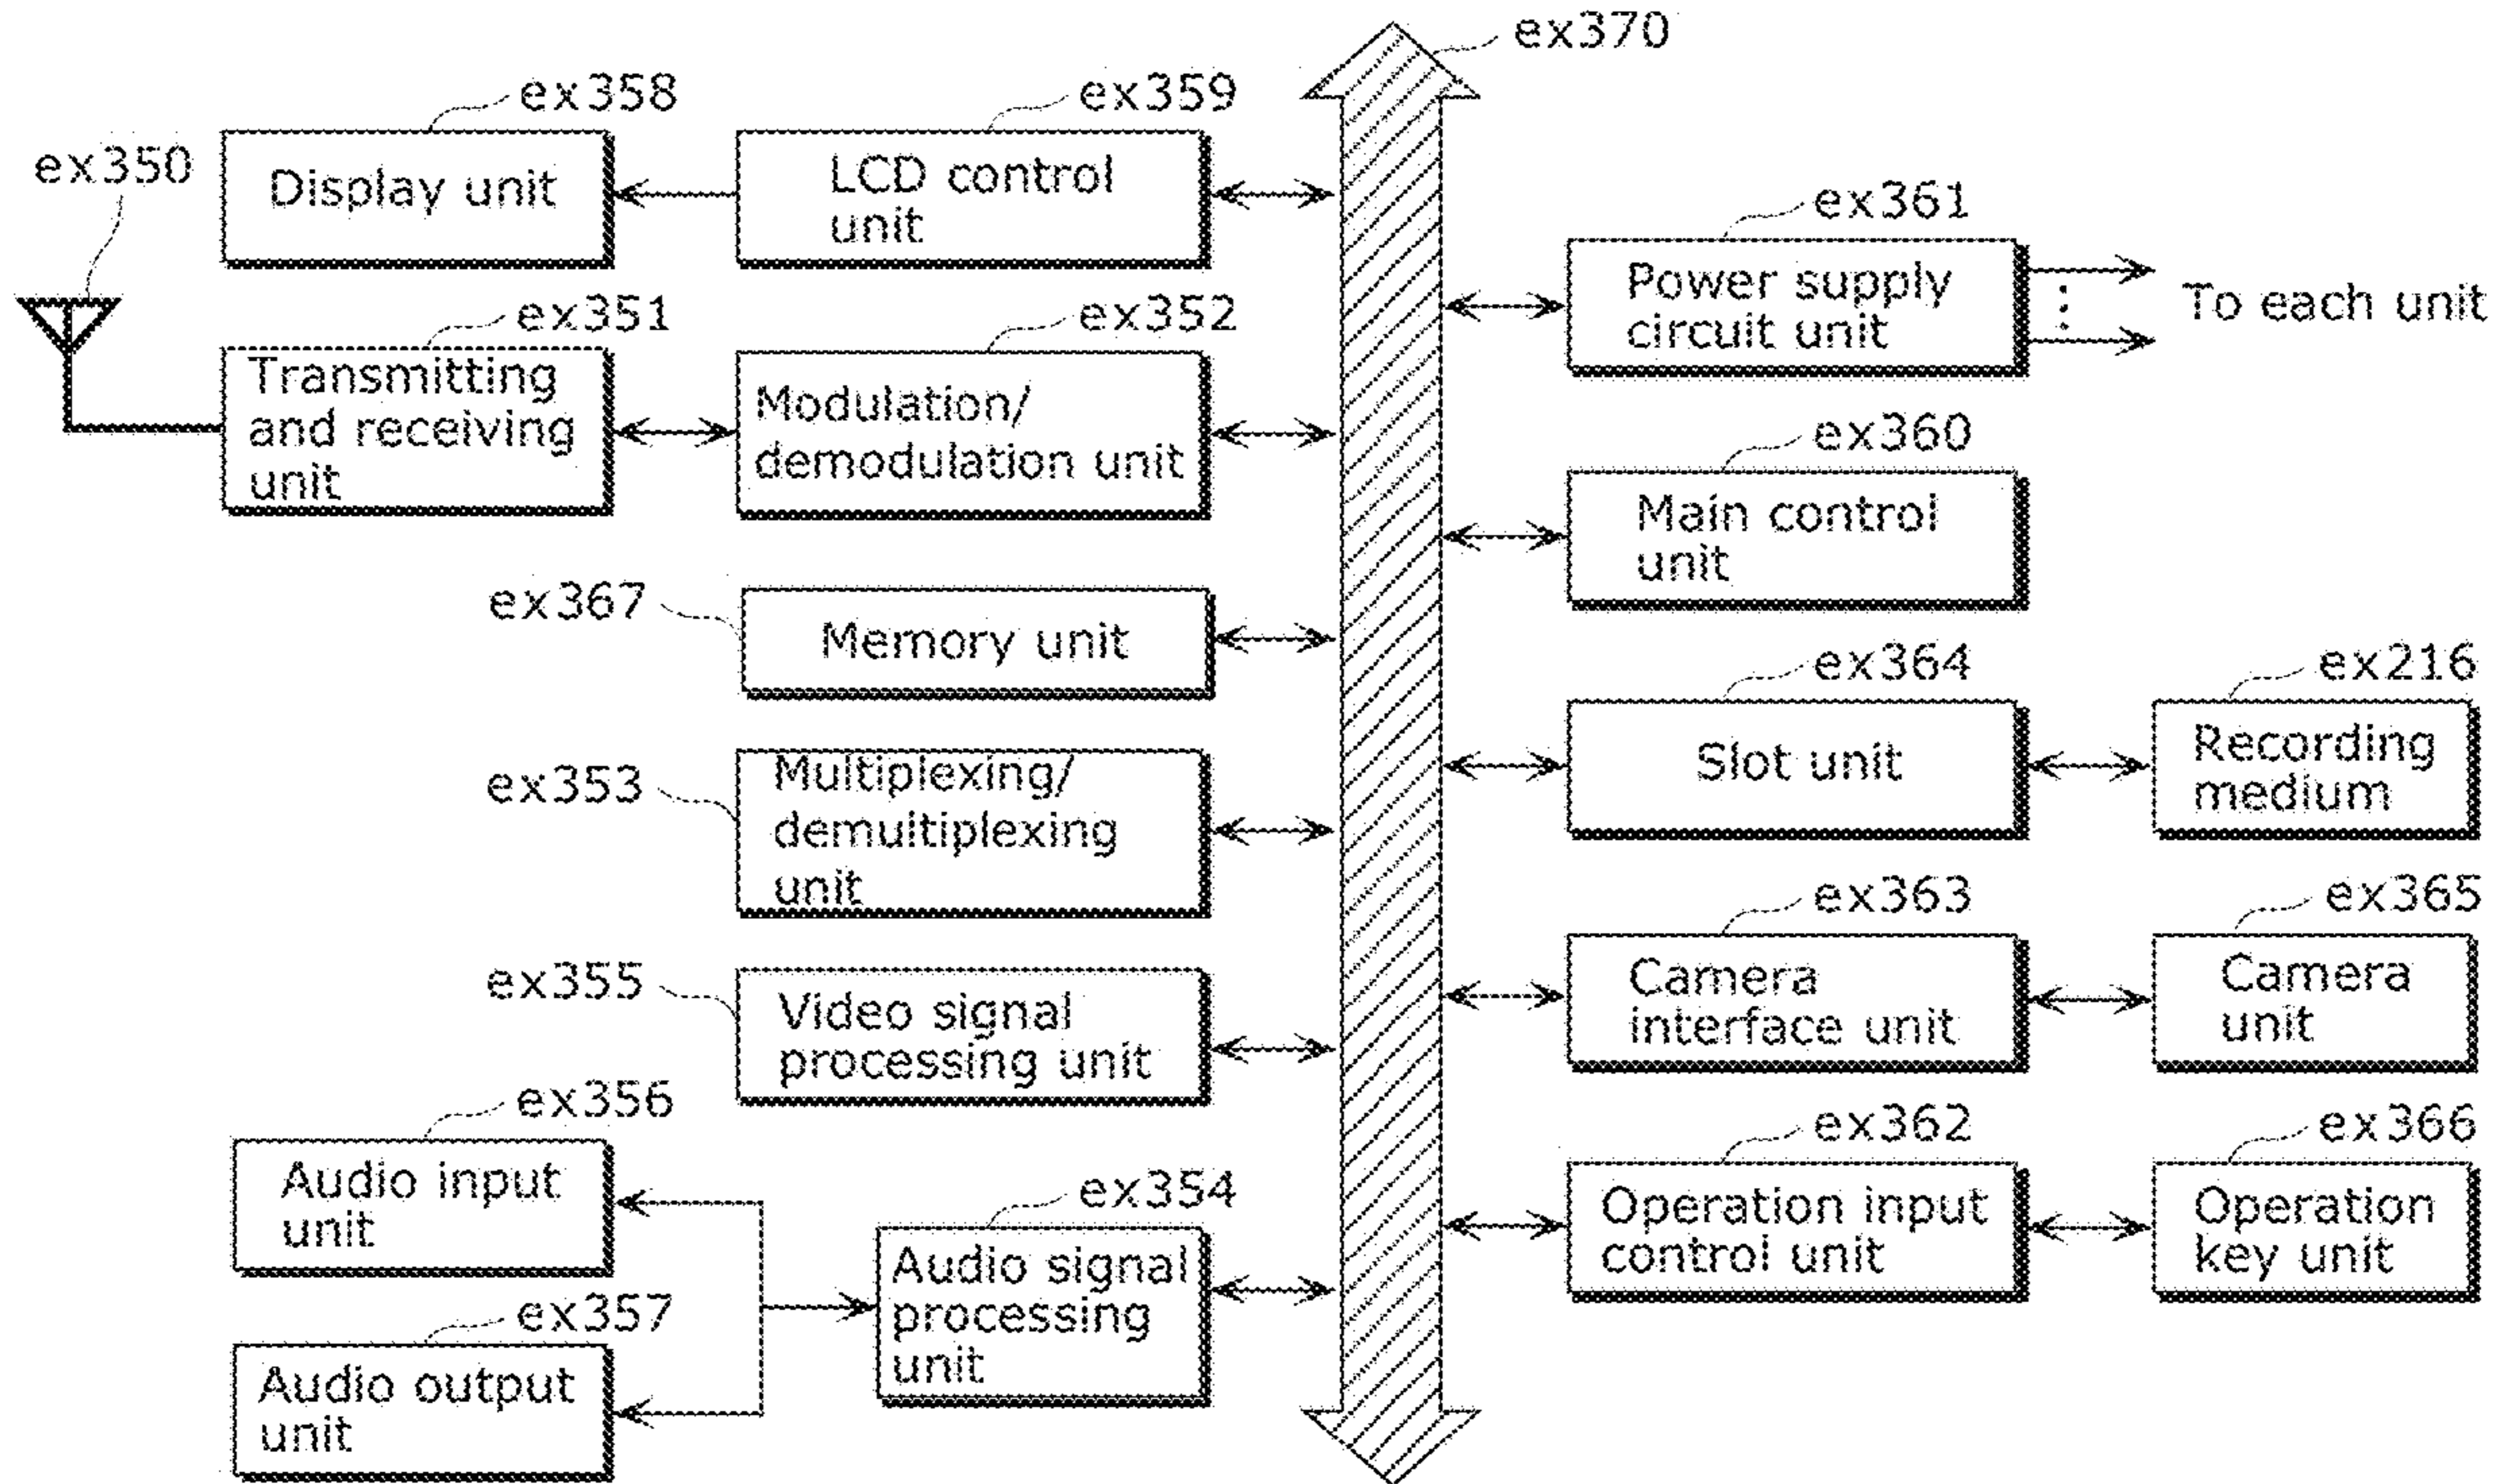 ex370
ex358
ex359
ex350
Display unit
LCD control
unit
ex361
Power supply
circuit unit
To each unit
ex351
ex352
Transmitting
and receiving
unit
Modulation/
demodulation unit
ex360
Main control
unit
ex367
Memory unit
ex364
ex216
Slot unit
Recording
medium
ex353
Multiplexing/
demultiplexing
unit
ex363
ex365
Camera
interface unit
Camera
unit
ex355
Video signal
processing unit
ex356
Audio input
unit
ex362
ex366
Operation input
control unit
Operation
key unit
ex354
Audio signal
processing
unit
ex357
Audio output
unit